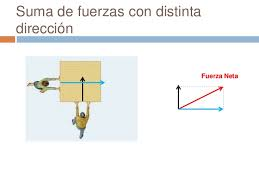 Suma de fuerzas con distinta
dirección
Fuerza Neta